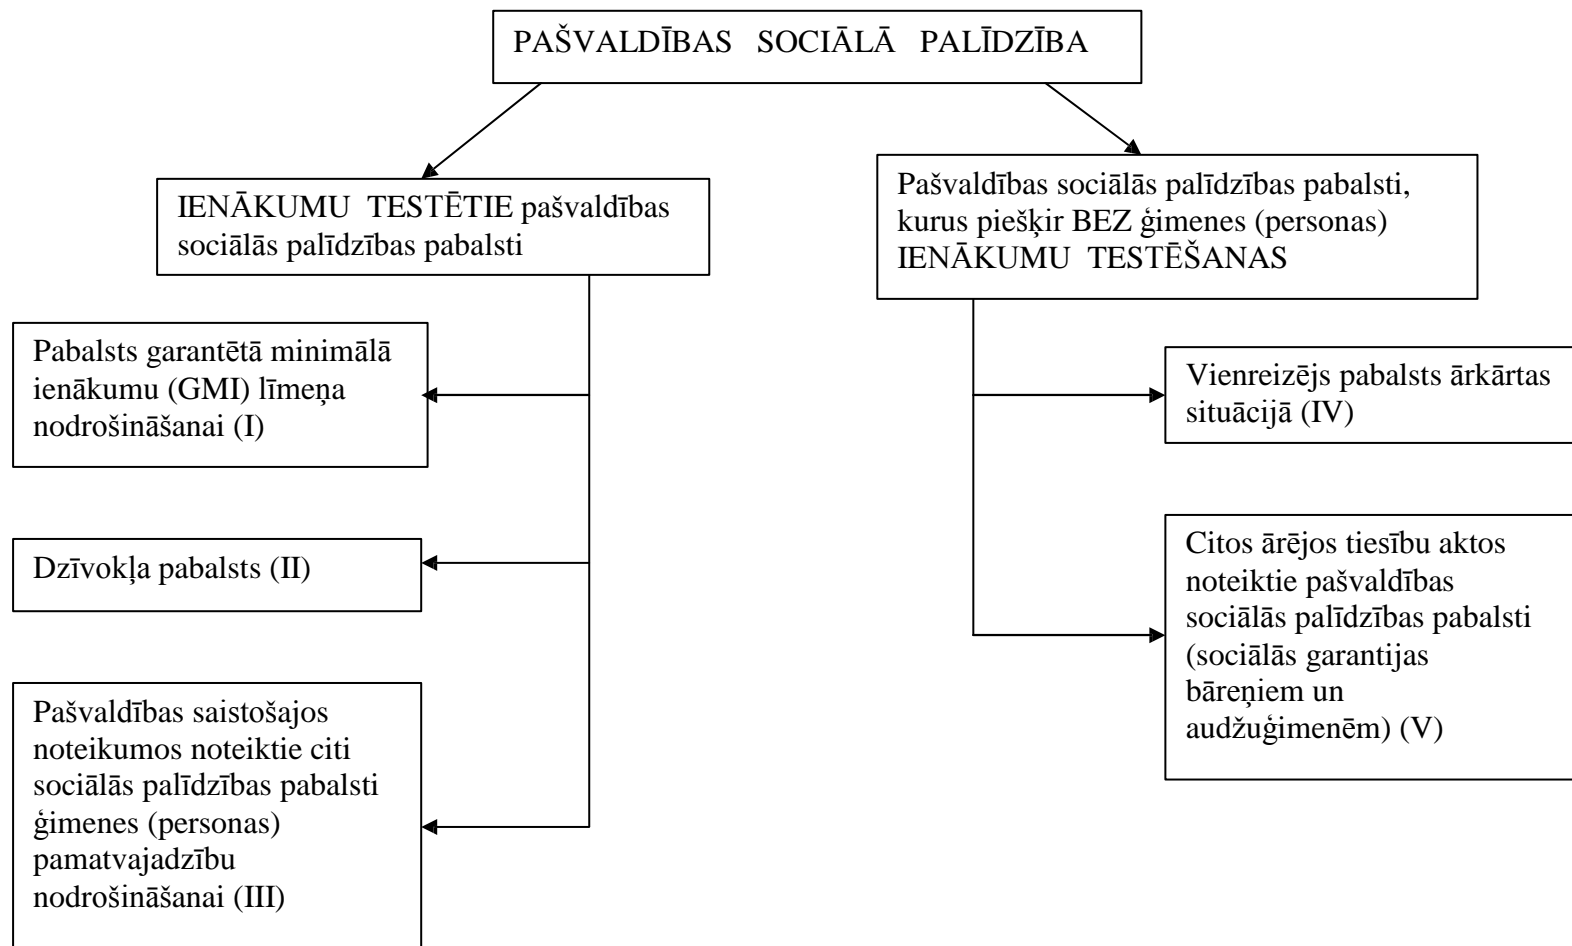 PAŠVALDĪBAS SOCIĀLĀ PALĪDZĪBA
IENĀKUMU TESTĒTIE pašvaldības
sociālās palīdzības pabalsti
Pašvaldības sociālās palīdzības pabalsti,
kurus piešķir BEZ ģimenes (personas)
IENĀKUMU TESTĒŠANAS
Pabalsts garantētā minimālā
ienākumu (GMI) līmeņa
nodrošināšanai (I)
Dzīvokļa pabalsts (II)
Pašvaldības saistošajos
noteikumos noteiktie citi
sociālās palīdzības pabalsti
ģimenes (personas)
pamatvajadzību
nodrošināšanai (III)
Vienreizējs pabalsts ārkārtas
situācijā (IV)
Citos ārējos tiesību aktos
noteiktie pašvaldības
sociālās palīdzības pabalsti
(sociālās garantijas
bāreņiem un
audžuģimenēm) (V)